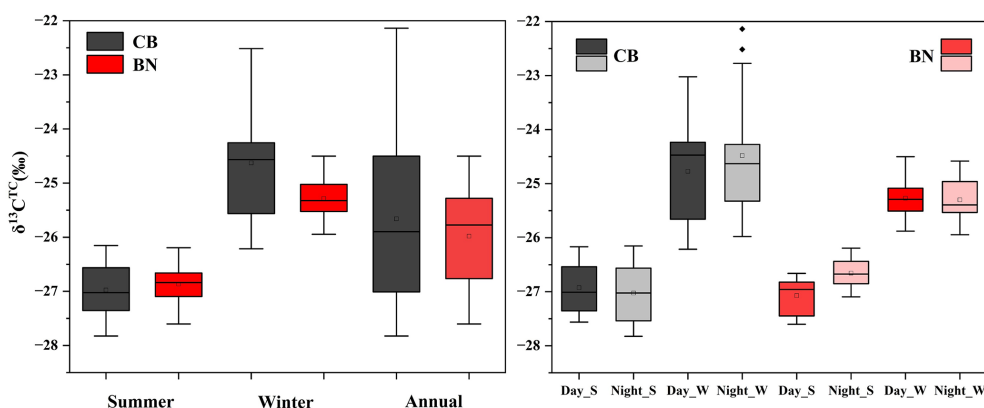 −22
−23
−24
−25
−26
−27
−28
δ¹³Cᵀᶜ(‰)
CB
BN
Summer Winter Annual
−22
−23
−24
−25
−26
−27
−28
CB
BN
Day_S Night_S Day_W Night_W Day_S Night_S Day_W Night_W